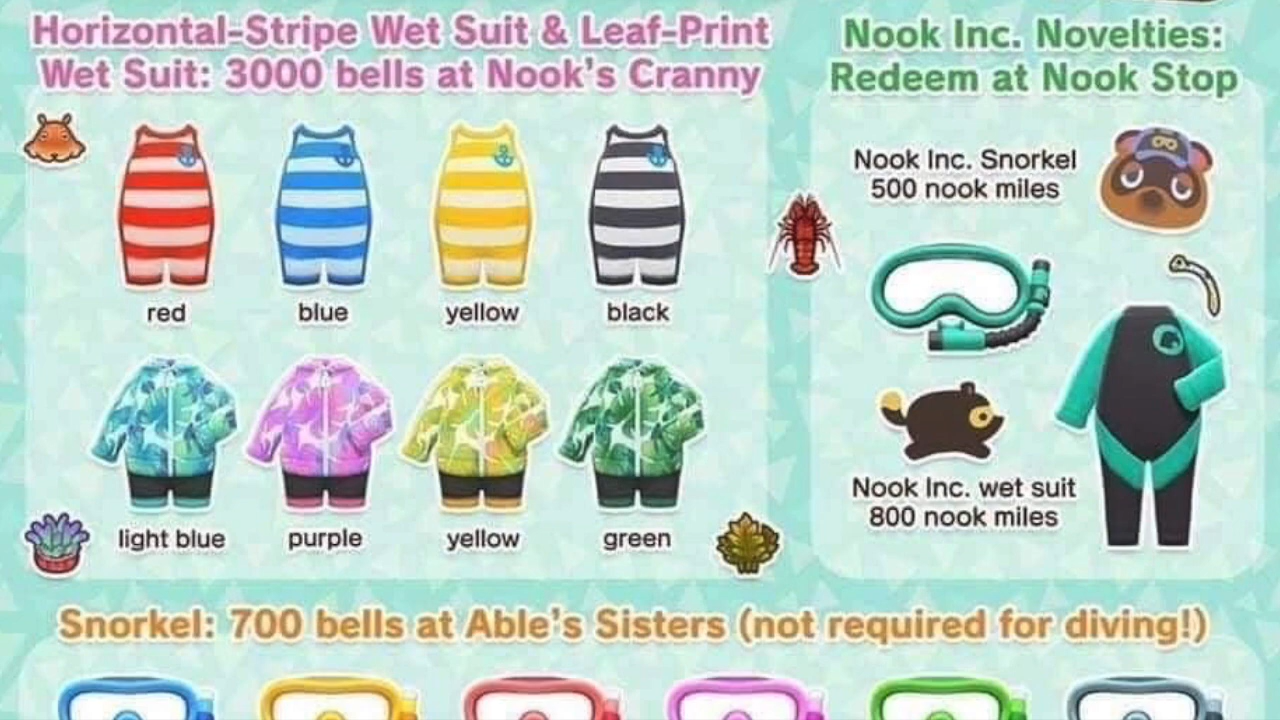 Horizontal-Stripe Wet Suit & Leaf-Print
Wet Suit: 3000 bells at Nook's Cranny
red
blue
yellow
black
light blue
purple
yellow
green
Nook Inc. Novelties:
Redeem at Nook Stop
Nook Inc. Snorkel
500 nook miles
Nook Inc. wet suit
800 nook miles
Snorkel: 700 bells at Able's Sisters (not required for diving!)